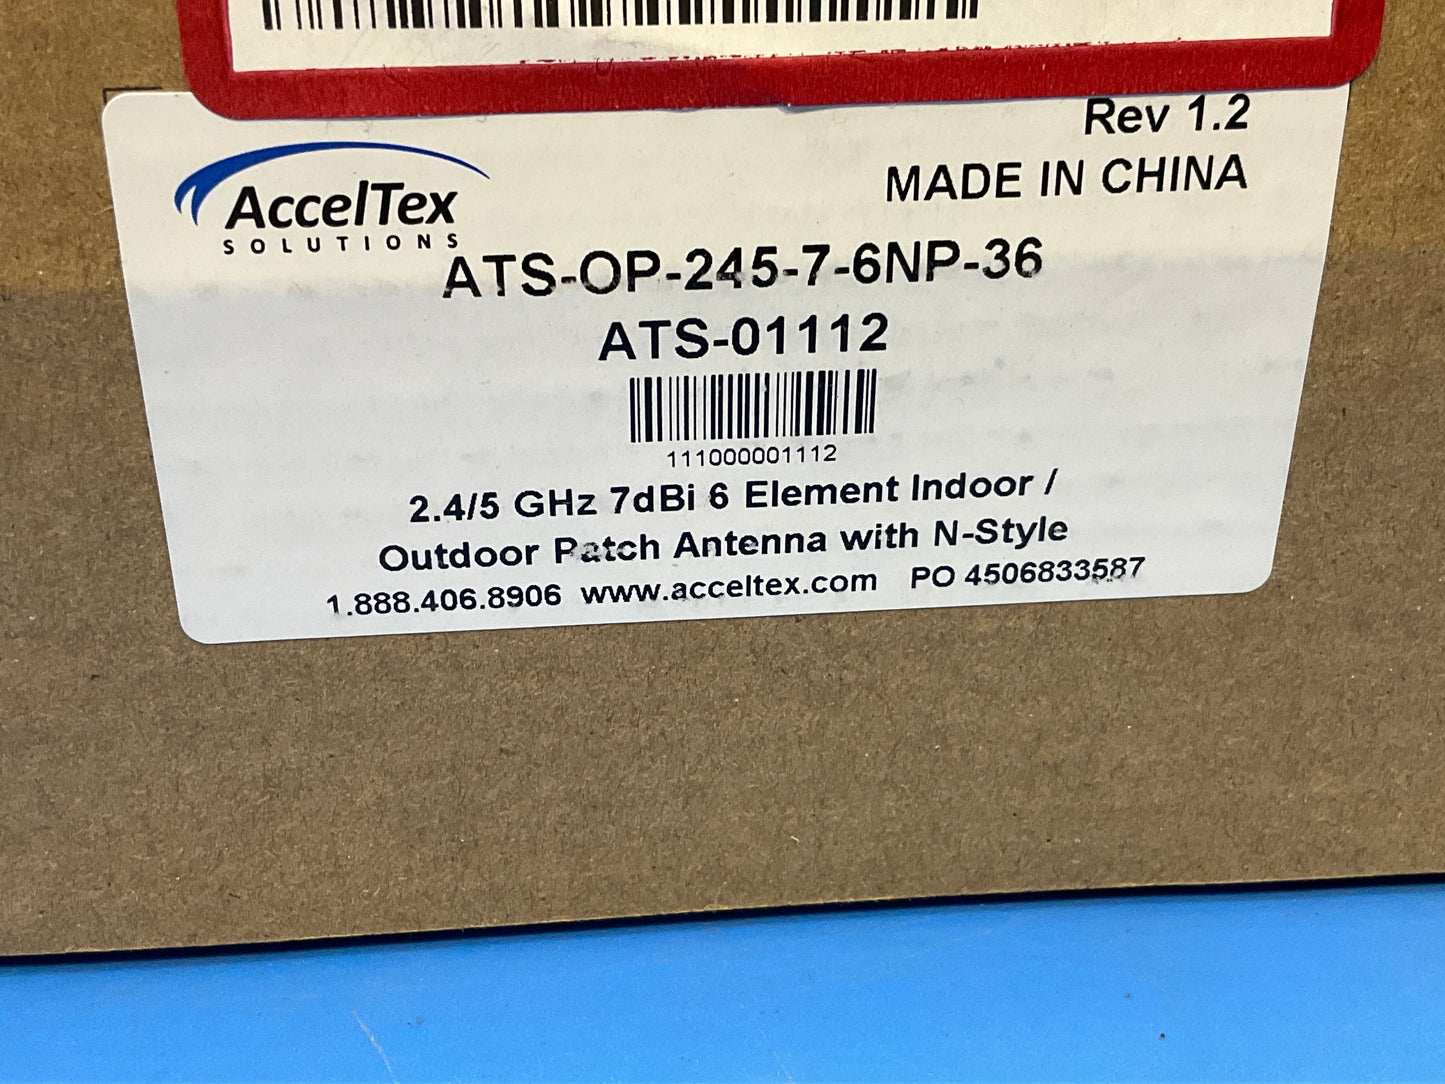 Rev 1.2
MADE IN CHINA
AccelTex
SOLUTIONS
ATS-OP-245-7-6NP-36
ATS-01112
111000001112
2.4/5 GHz 7dBi 6 Element Indoor /
Outdoor Patch Antenna with N-Style
1.888.406.8906 www.acceltex.com PO 4506833587